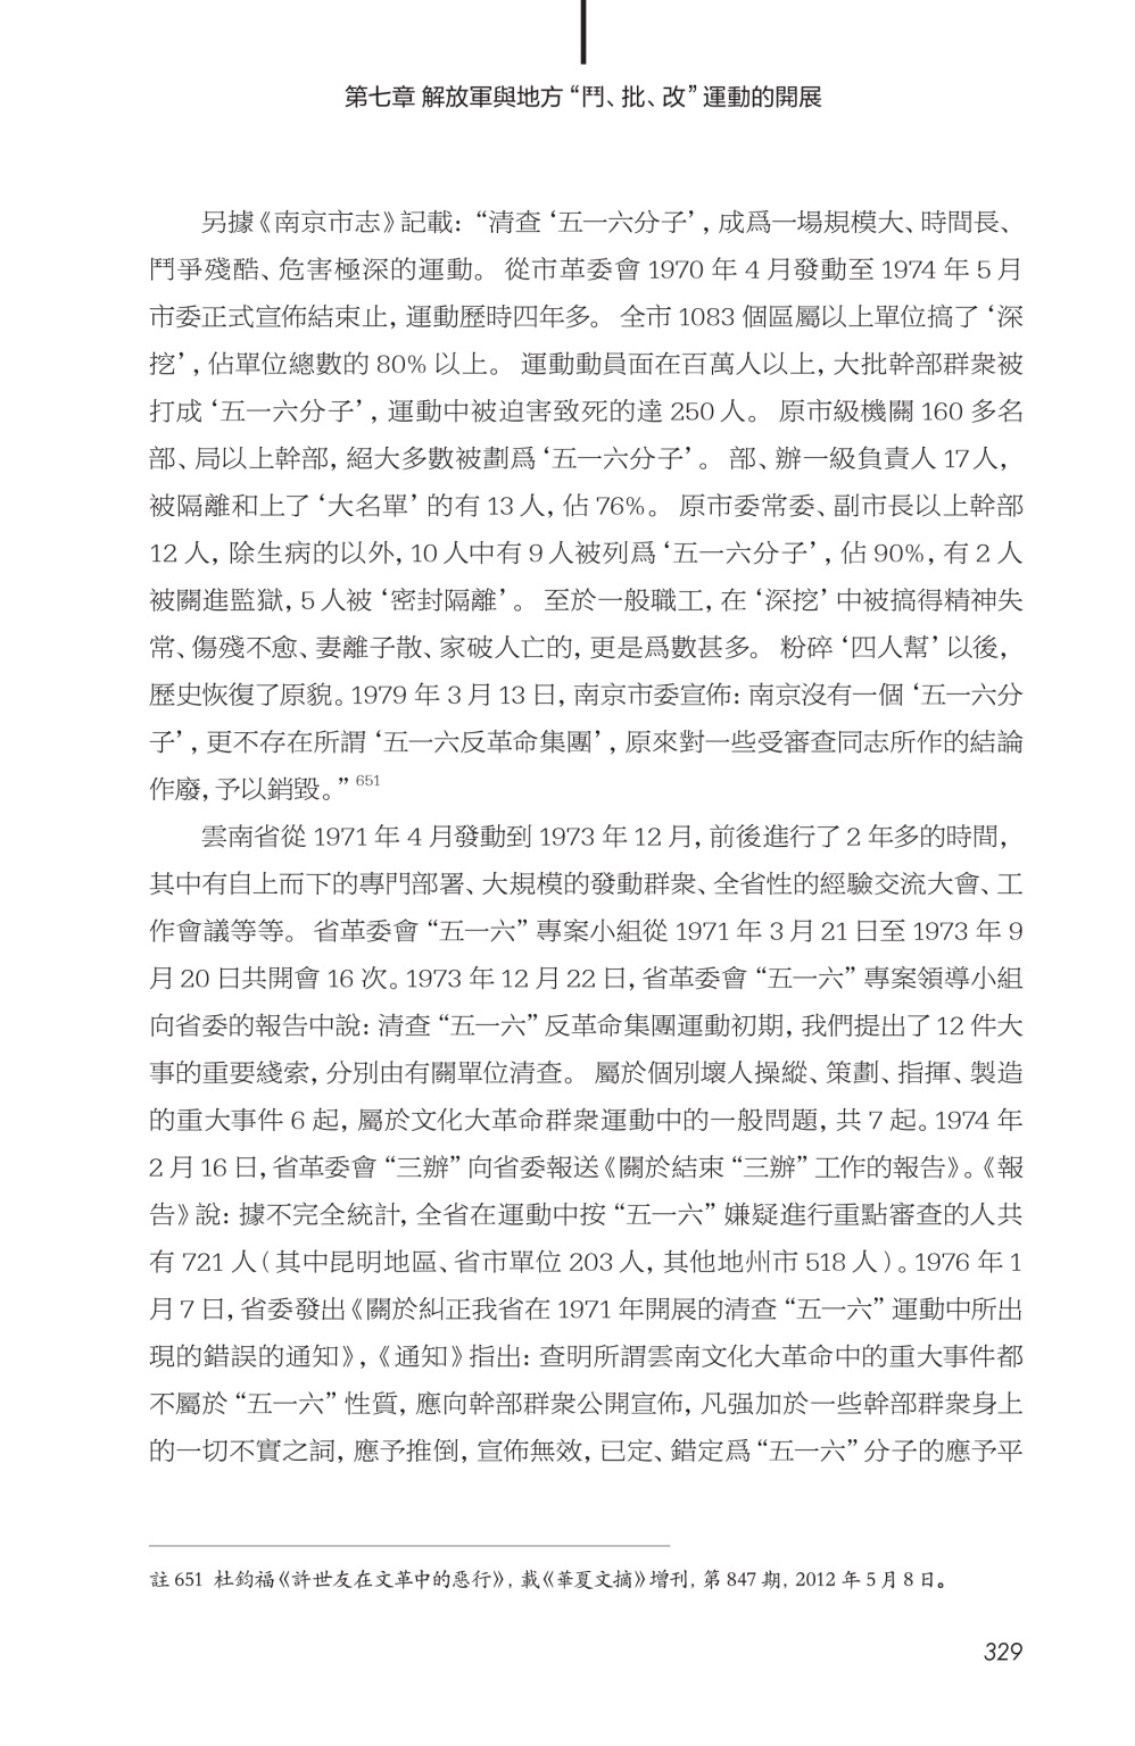 第七章 解放軍與地方“鬥、批、改”運動的開展
另據《南京市志》記載：“清查‘五一六分子’，成爲一場規模大、時間長、
鬥爭殘酷、危害極深的運動。 從市革委會 1970 年 4 月發動至 1974 年 5 月
市委正式宣佈結束止，運動歷時四年多。 全市 1083 個區屬以上單位搞了‘深
挖’，佔單位總數的 80% 以上。 運動動員面在百萬人以上，大批幹部群衆被
打成‘五一六分子’，運動中被迫害致死的達 250 人。 原市級機關 160 多名
部、局以上幹部，絕大多數被劃爲‘五一六分子’。 部、辦一級負責人 17 人，
被隔離和上了‘大名單’的有 13 人，佔 76%。 原市委常委、副市長以上幹部
12 人，除生病的以外，10 人中有 9 人被列爲‘五一六分子’，佔 90%，有 2 人
被關進監獄，5 人被‘密封隔離’。 至於一般職工，在‘深挖’中被搞得精神失
常、傷殘不愈、妻離子散、家破人亡的，更是爲數甚多。 粉碎‘四人幫’以後，
歷史恢復了原貌。1979 年 3 月 13 日，南京市委宣佈：南京沒有一個‘五一六分
子’，更不存在所謂‘五一六反革命集團’，原來對一些受審查同志所作的結論
作廢，予以銷毀。”651
雲南省從 1971 年 4 月發動到 1973 年 12 月，前後進行了 2 年多的時間，
其中有自上而下的專門部署、大規模的發動群衆、全省性的經驗交流大會、工
作會議等等。 省革委會“五一六”專案小組從 1971 年 3 月 21 日至 1973 年 9
月 20 日共開會 16 次。1973 年 12 月 22 日，省革委會“五一六”專案領導小組
向省委的報告中說：清查“五一六”反革命集團運動初期，我們提出了 12 件大
事的重要綫索，分別由有關單位清查。 屬於個別壞人操縱、策劃、指揮、製造
的重大事件 6 起，屬於文化大革命群衆運動中的一般問題，共 7 起。1974 年
2 月 16 日，省革委會“三辦”向省委報送《關於結束“三辦”工作的報告》。《報
告》說：據不完全統計，全省在運動中按“五一六”嫌疑進行重點審查的人共
有 721 人（其中昆明地區、省市單位 203 人，其他地州市 518 人）。1976 年 1
月 7 日，省委發出《關於糾正我省在 1971 年開展的清查“五一六”運動中所出
現的錯誤的通知》，《通知》指出：查明所謂雲南文化大革命中的重大事件都
不屬於“五一六”性質，應向幹部群衆公開宣佈，凡强加於一些幹部群衆身上
的一切不實之詞，應予推倒，宣佈無效，已定、錯定爲“五一六”分子的應予平
註 651 杜鈞福《許世友在文革中的惡行》，載《華夏文摘》增刊，第 847 期，2012 年 5 月 8 日。
329